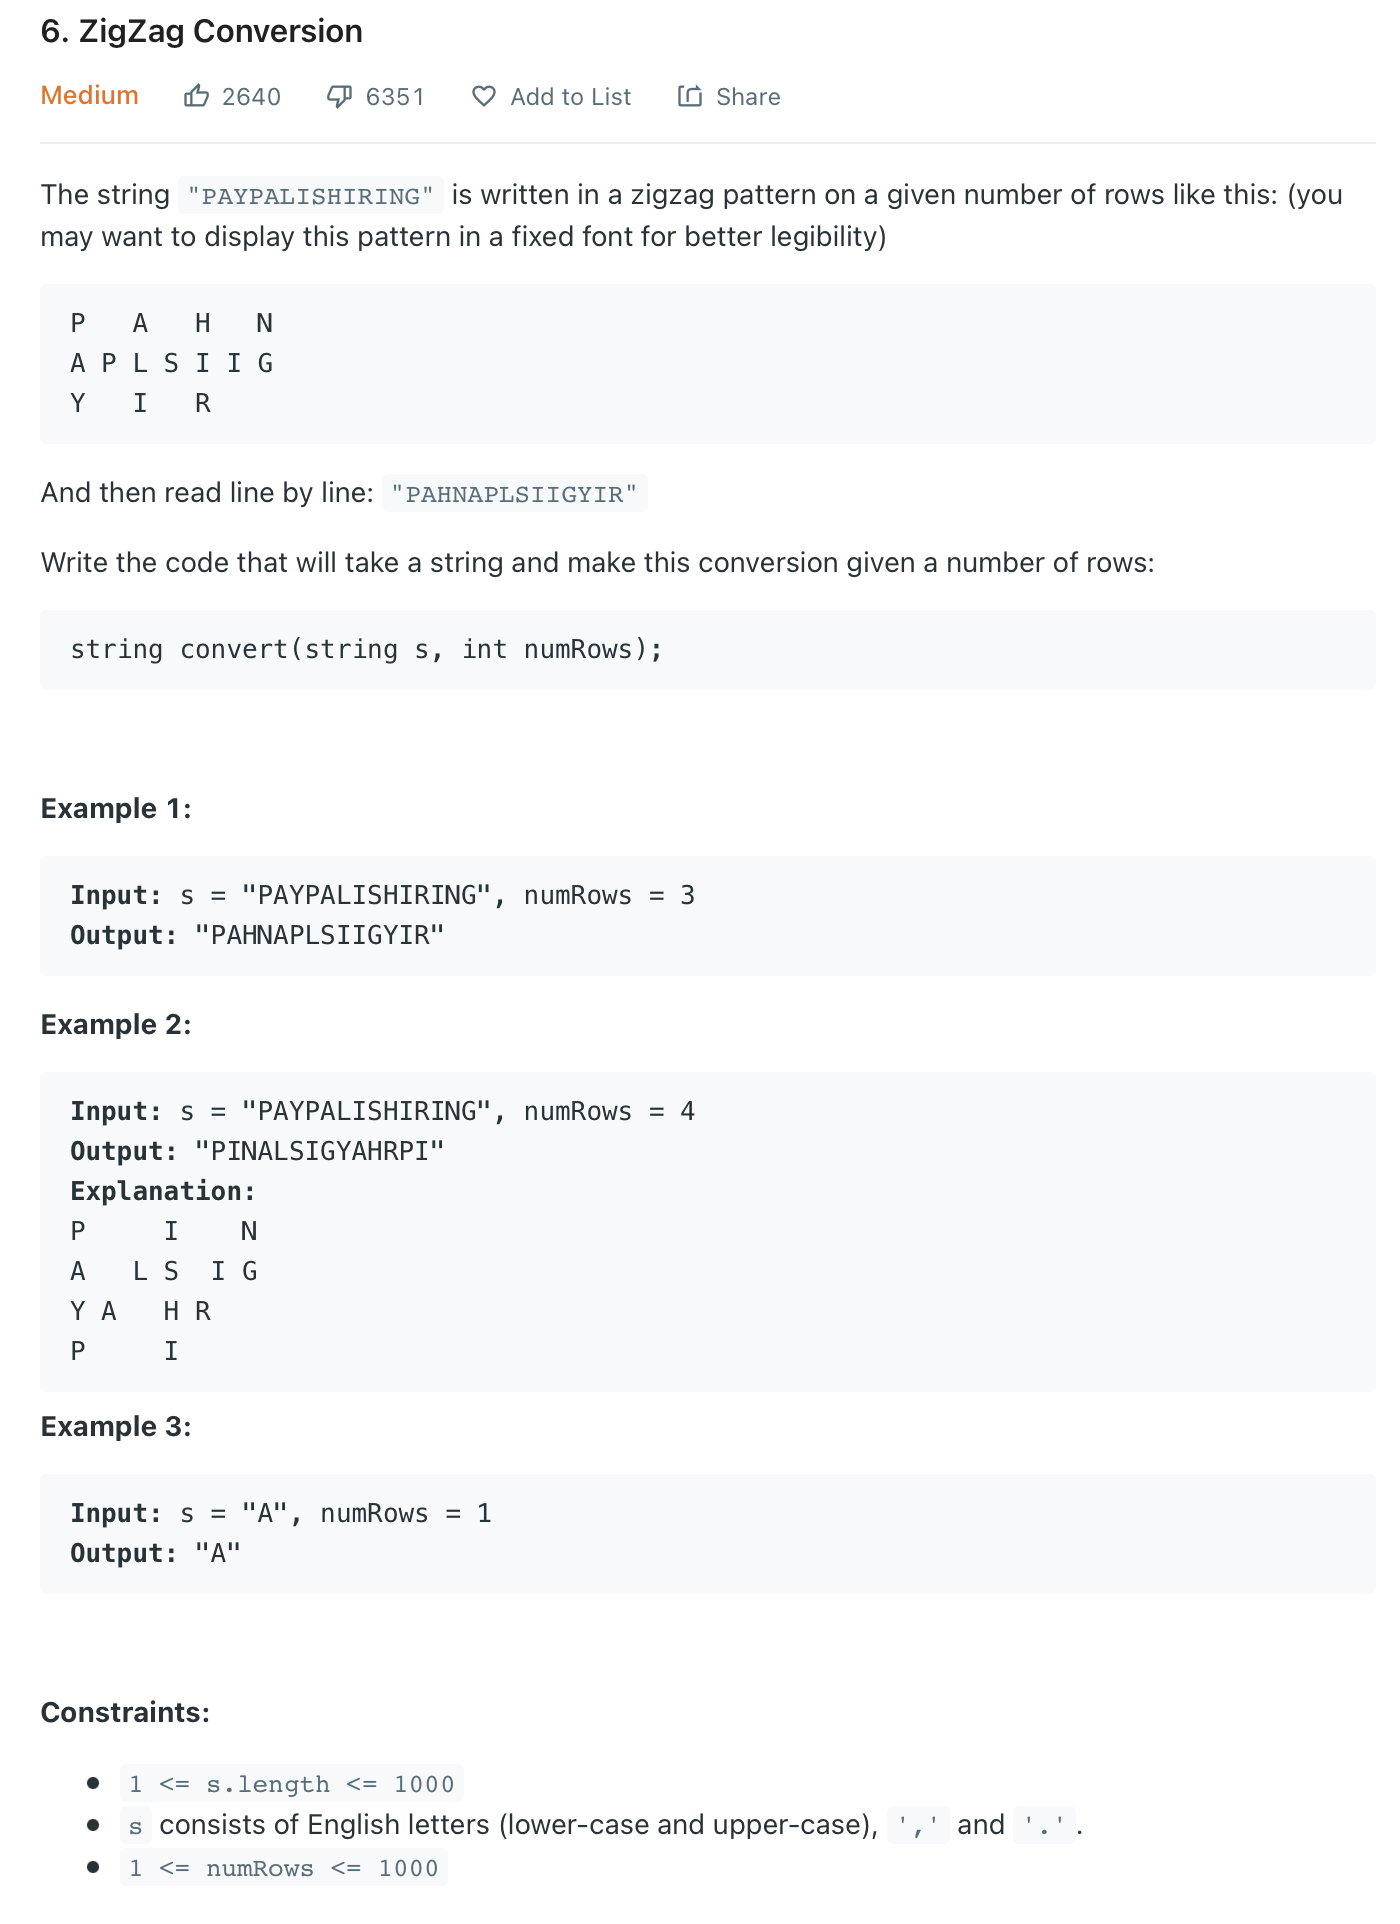 6. ZigZag Conversion
Medium 2640 6351 Add to List Share
The string "PAYPALISHIRING" is written in a zigzag pattern on a given number of rows like this: (you
may want to display this pattern in a fixed font for better legibility)
P   A   H   N
A P L S I I G
Y   I   R
And then read line by line: "PAHNAPLSIIGYIR"
Write the code that will take a string and make this conversion given a number of rows:
string convert(string s, int numRows);
Example 1:
Input: s = "PAYPALISHIRING", numRows = 3
Output: "PAHNAPLSIIGYIR"
Example 2:
Input: s = "PAYPALISHIRING", numRows = 4
Output: "PINALSIGYAHRPI"
Explanation:
P     I    N
A   L S  I G
Y A   H R
P     I
Example 3:
Input: s = "A", numRows = 1
Output: "A"
Constraints:
1 <= s.length <= 1000
s consists of English letters (lower-case and upper-case), ',' and '.'.
1 <= numRows <= 1000